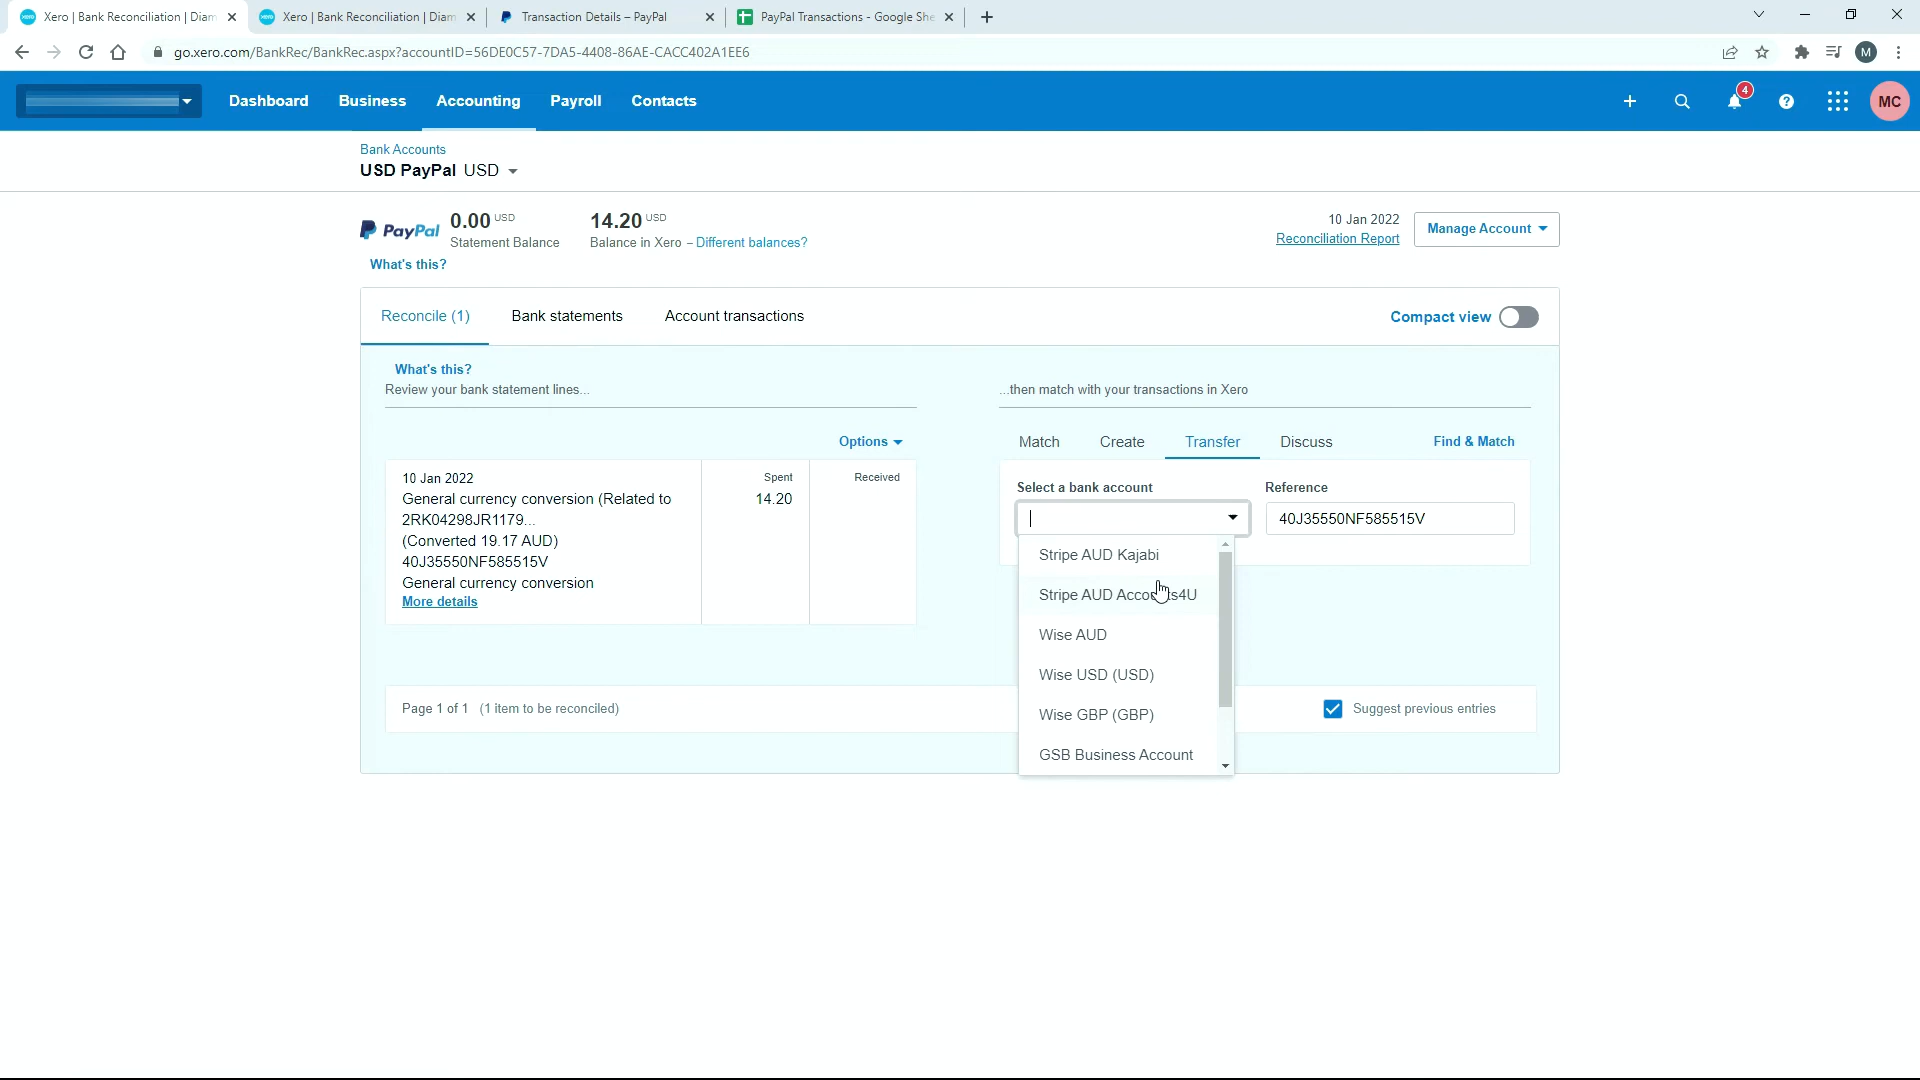 Xero | Bank Reconciliation | Diam
Xero | Bank Reconciliation | Diam
Transaction Details – PayPal
PayPal Transactions - Google She
go.xero.com/BankRec/BankRec.aspx?accountID=56DE0C57-7DA5-4408-86AE-CACC402A1EE6
M
Dashboard
Business
Accounting
Payroll
Contacts
4
MC
Bank Accounts
USD PayPal USD
PayPal
0.00 USD
Statement Balance
14.20 USD
Balance in Xero - Different balances?
What's this?
10 Jan 2022
Reconciliation Report
Manage Account
Reconcile (1)
Bank statements
Account transactions
Compact view
What's this?
Review your bank statement lines...
...then match with your transactions in Xero
Options
Match
Create
Transfer
Discuss
Find & Match
10 Jan 2022
General currency conversion (Related to
2RK04298JR1179...
(Converted 19.17 AUD)
40J35550NF585515V
General currency conversion
More details
Spent
14.20
Received
Select a bank account
Reference
40J35550NF585515V
Stripe AUD Kajabi
Stripe AUD
Wise AUD
Wise USD (USD)
Wise GBP (GBP)
GSB Business Account
Page 1 of 1 (1 item to be reconciled)
Suggest previous entries